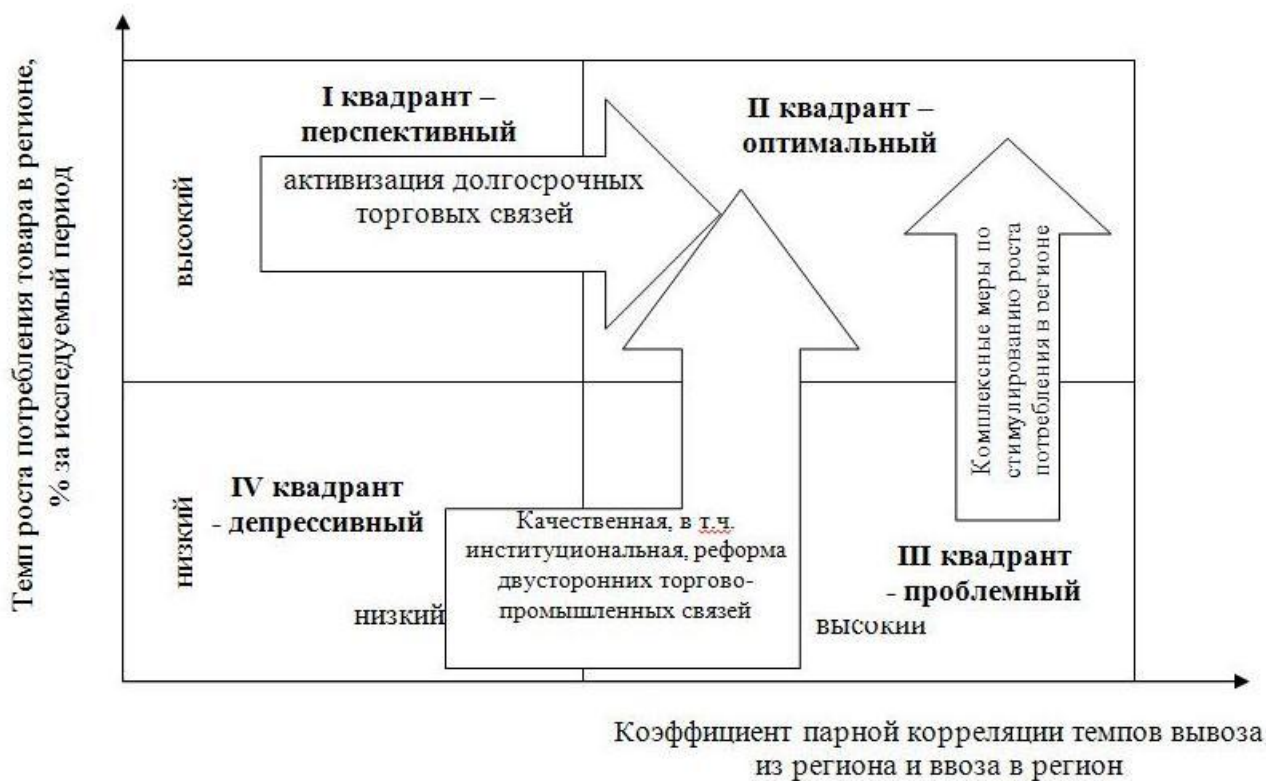 Темп роста потребления товара в регионе,
% за исследуемый период
высокий
низкий
I квадрант –
перспективный
активизация долгосрочных
торговых связей
II квадрант –
оптимальный
Комплексные меры по
стимулированию роста
потребления в регионе
IV квадрант
- депрессивный
Качественная, в т.ч.
институциональная, реформа
двусторонних торгово-
промышленных связей
III квадрант
- проблемный
низкий
высокий
Коэффициент парной корреляции темпов вывоза
из региона и ввоза в регион